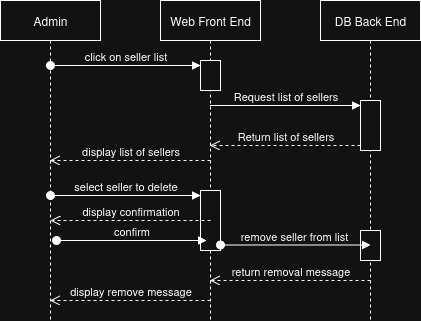 Admin
Web Front End
DB Back End
click on seller list
Request list of sellers
Return list of sellers
display list of sellers
select seller to delete
display confirmation
confirm
remove seller from list
return removal message
display remove message